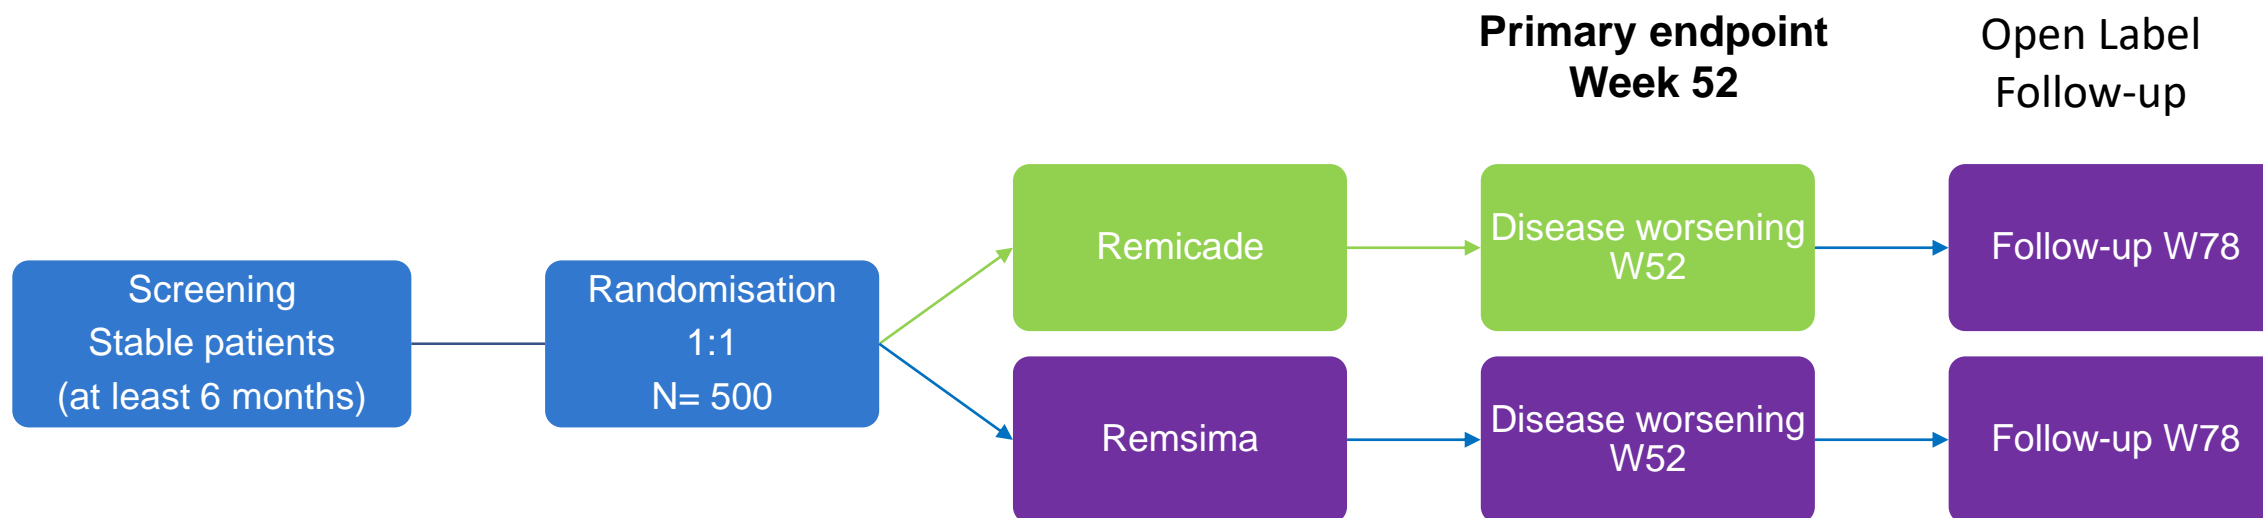 Primary endpoint
Week 52
Open Label
Follow-up
Screening
Stable patients
(at least 6 months)
Randomisation
1:1
N= 500
Remicade
Disease worsening
W52
Follow-up W78
Remsima
Disease worsening
W52
Follow-up W78